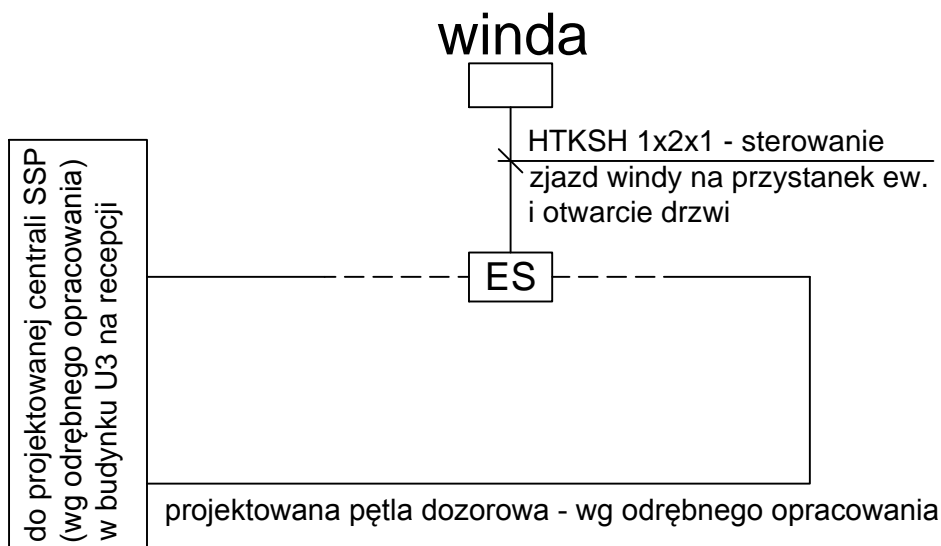 winda
HTKSH 1x2x1 - sterowanie
zjazd windy na przystanek ew.
i otwarcie drzwi
ES
do projektowanej centrali SSP
(wg odrębnego opracowania)
w budynku U3 na recepcji
projektowana pętla dozorowa - wg odrębnego opracowania